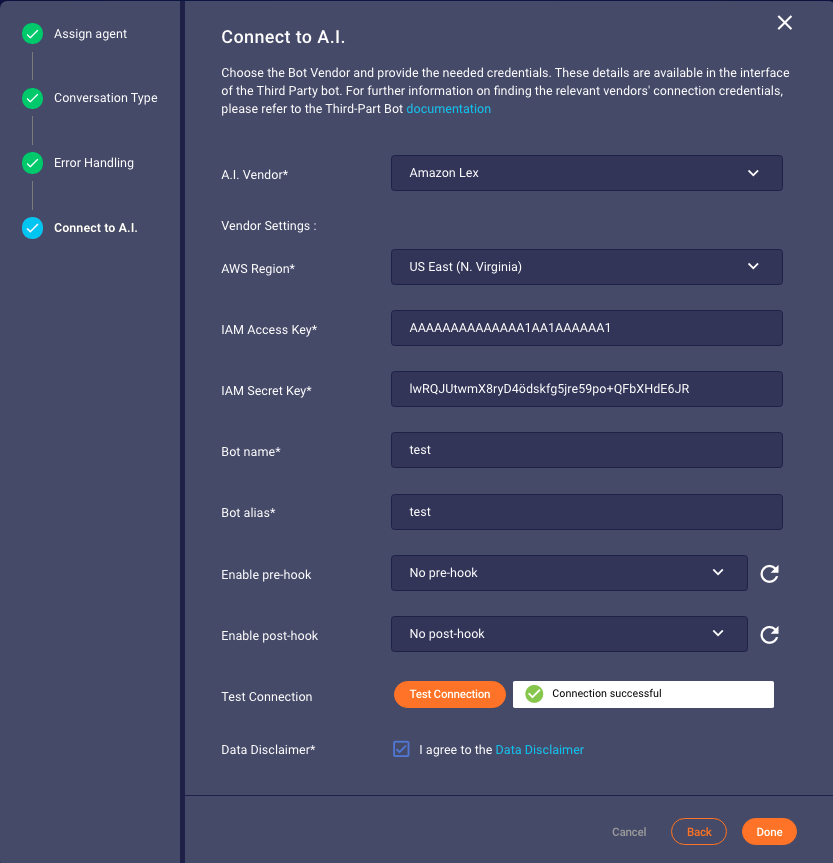 Assign agent
Conversation Type
Error Handling
Connect to A.I.
Connect to A.I.
Choose the Bot Vendor and provide the needed credentials. These details are available in the interface
of the Third Party bot. For further information on finding the relevant vendors' connection credentials,
please refer to the Third-Part Bot documentation
A.I. Vendor*
Amazon Lex
Vendor Settings :
AWS Region*
US East (N. Virginia)
IAM Access Key*
AAAAAAAAAAAAAA1AA1AAAAAA1
IAM Secret Key*
lwRQJUtwmX8ryD4ödskfg5jre59po+QFbXHdE6JR
Bot name*
test
Bot alias*
test
Enable pre-hook
No pre-hook
Enable post-hook
No post-hook
Test Connection
Test Connection
Connection successful
Data Disclaimer*
I agree to the Data Disclaimer
Cancel
Back
Done